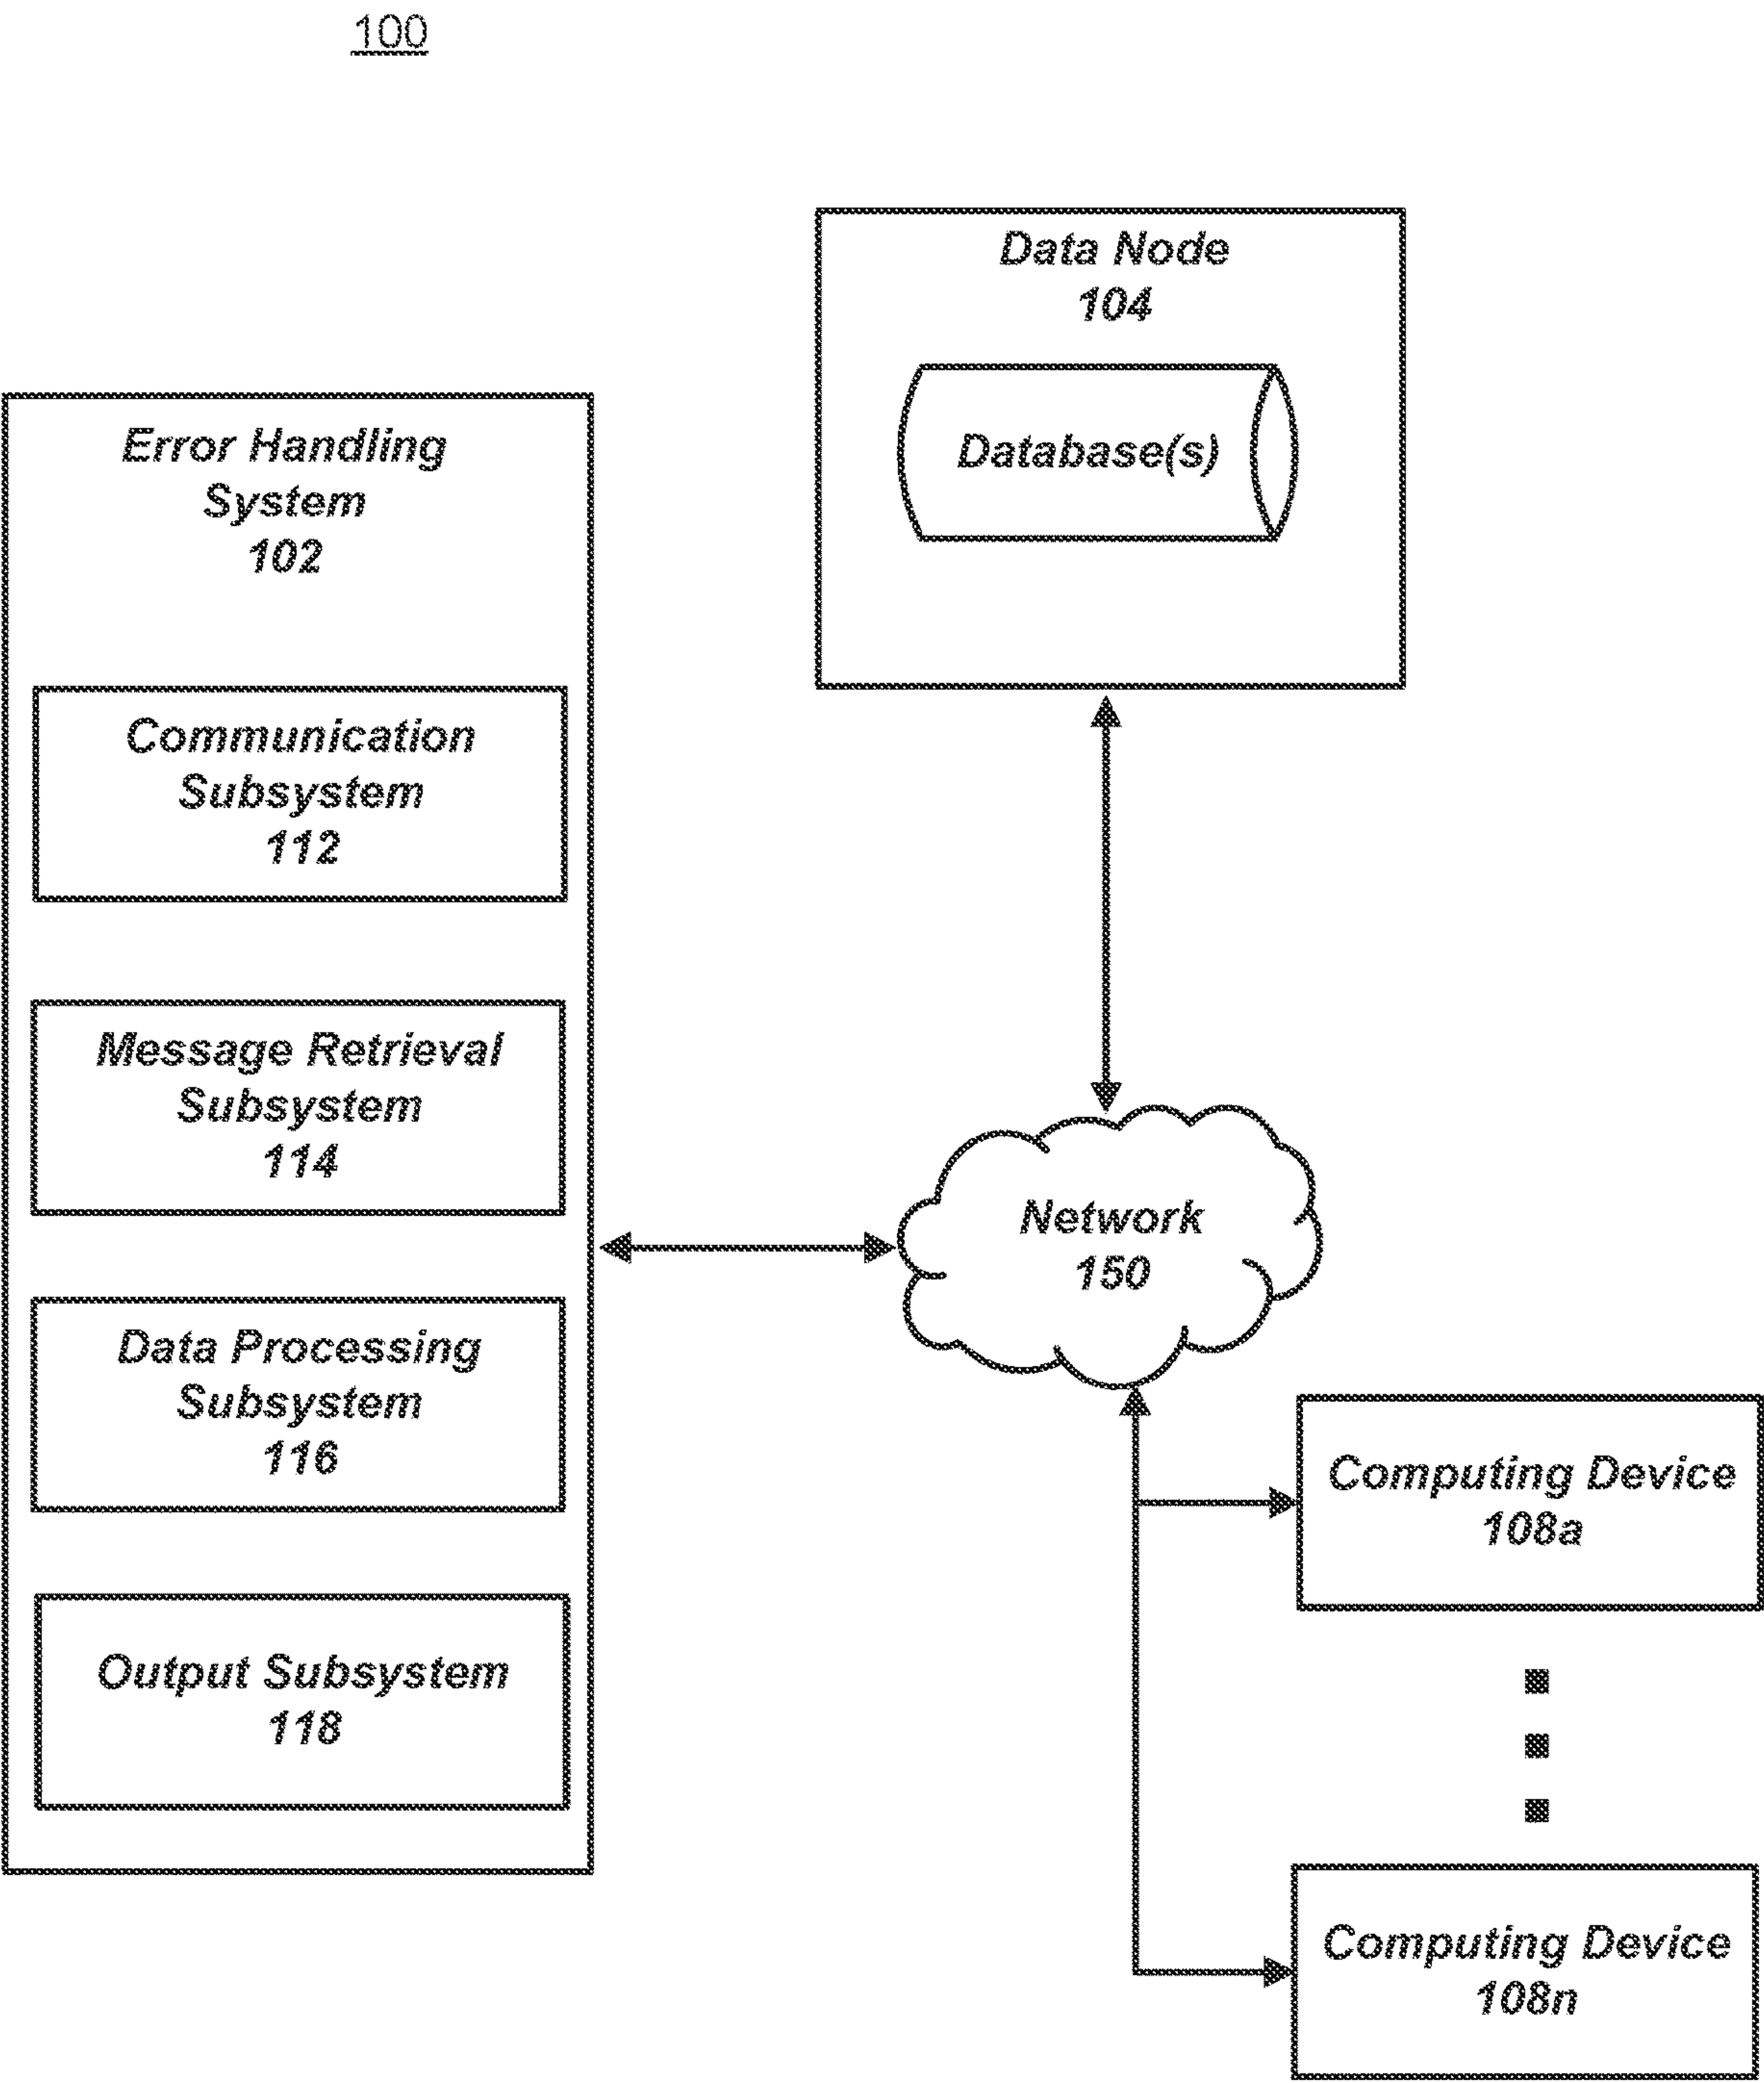 100
Data Node
104
Database(s)
Error Handling
System
102
Communication
Subsystem
112
Message Retrieval
Subsystem
114
Data Processing
Subsystem
116
Output Subsystem
118
Network
150
Computing Device
108a
Computing Device
108n